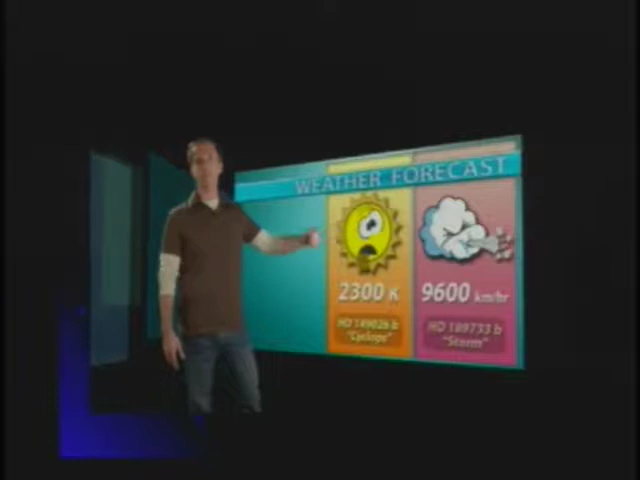 WEATHER FORECAST
2300 K
9600 km/hr
HD 149026 b
"Cyclops"
HD 189733 b
"Storm"